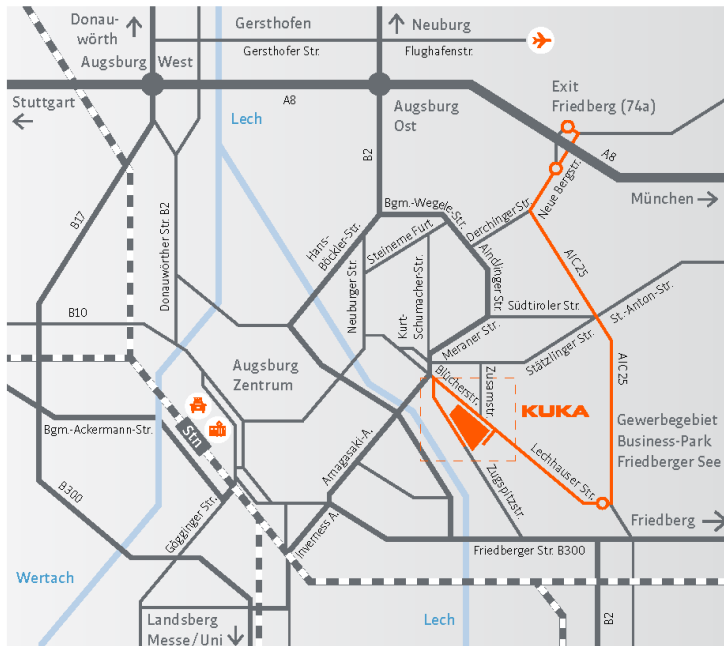 Donau-
wörth
Gersthofen
Neuburg
Gersthofer Str.
Flughafenstr.
Augsburg West
Exit
Friedberg (74a)
Stuttgart
A8
Augsburg
Ost
Lech
B2
A8
Neue Bergstr.
München
Bgm.-Wegele-Str.
Derchinger Str.
B17
Donauwörther Str. B2
Hans-
Böckler-Str.
Steinerne Furt
Aindlinger Str.
AIC25
Neuburger Str.
Kurt-
Schumacher-Str.
Südtiroler Str.
St.-Anton-Str.
B10
Meraner Str.
Stätzlinger Str.
Augsburg
Zentrum
Blücherstr.
Zusamstr.
AIC25
KUKA
Gewerbegebiet
Business-Park
Friedberger See
Bgm.-Ackermann-Str.
Stn
Amagasaki-A.
Lechhauser Str.
Zugspitzstr.
B300
Gögginger Str.
Inverness A.
Friedberg
Friedberger Str. B300
Wertach
Landsberg
Messe/Uni
Lech
B2